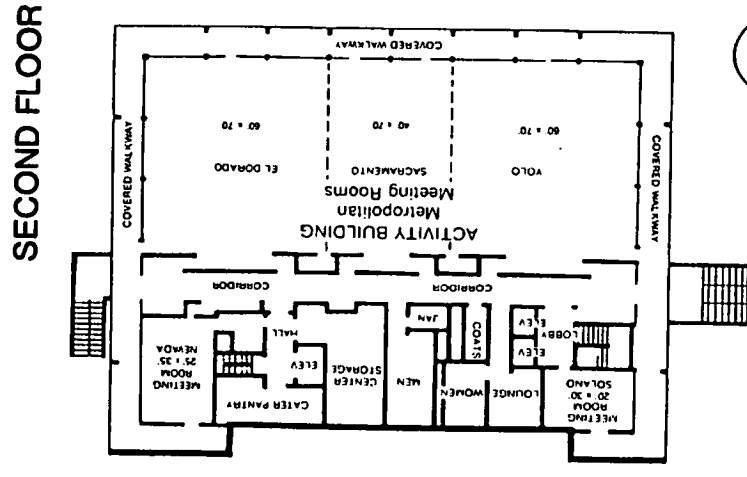 SECOND FLOOR
MEETING
ROOM
20' x 30'
SOLANO
LOUNGE
WOMEN
MEN
CENTER
STORAGE
CATER PANTRY
MEETING
ROOM
25' x 35'
NEVADA
ELEV
ELEV
LOBBY
COATS
JAN
ELEV
HALL
CORRIDOR
CORRIDOR
ACTIVITY BUILDING
Metropolitan
Meeting Rooms
YOLO
60' x 70'
SACRAMENTO
40' x 70'
EL DORADO
60' x 70'
COVERED WALKWAY
COVERED WALKWAY
COVERED WALKWAY